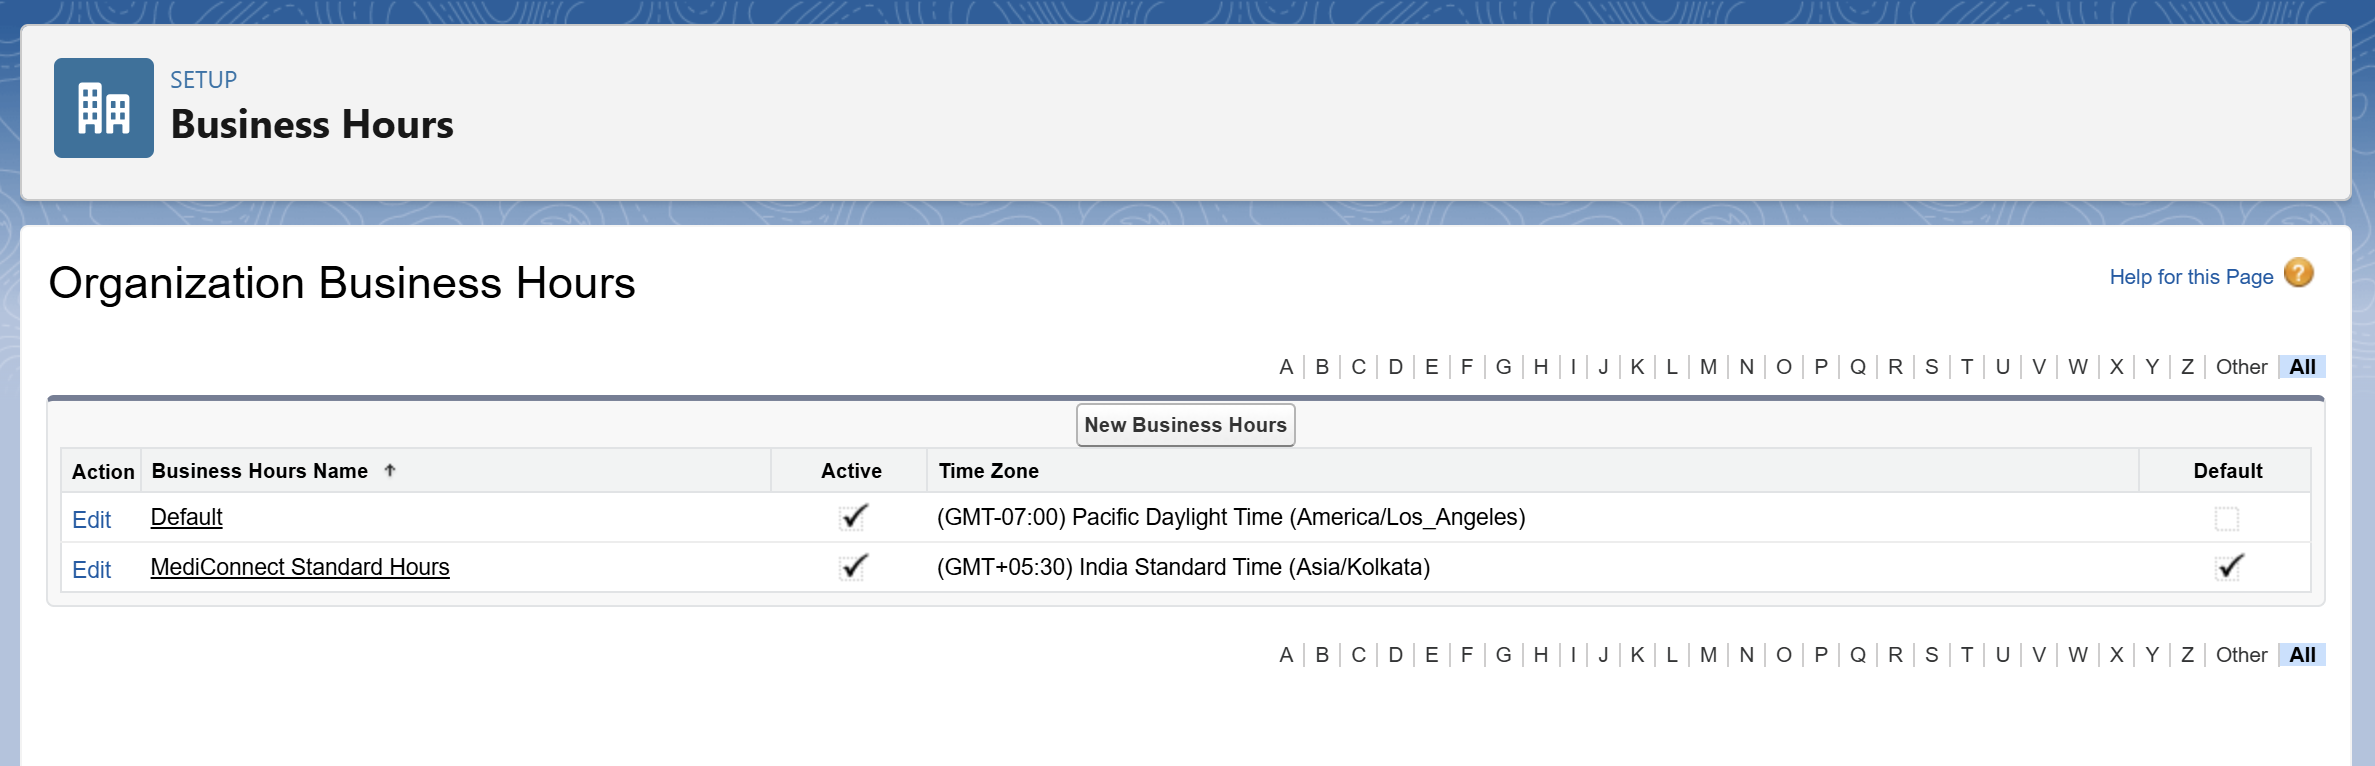 SETUP
Business Hours
Organization Business Hours
Help for this Page ?
A B C D E F G H I J K L M N O P Q R S T U V W X Y Z Other All
New Business Hours
Action Business Hours Name ↑ Active Time Zone Default
Edit Default (GMT-07:00) Pacific Daylight Time (America/Los_Angeles)
Edit MediConnect Standard Hours (GMT+05:30) India Standard Time (Asia/Kolkata)
A B C D E F G H I J K L M N O P Q R S T U V W X Y Z Other All